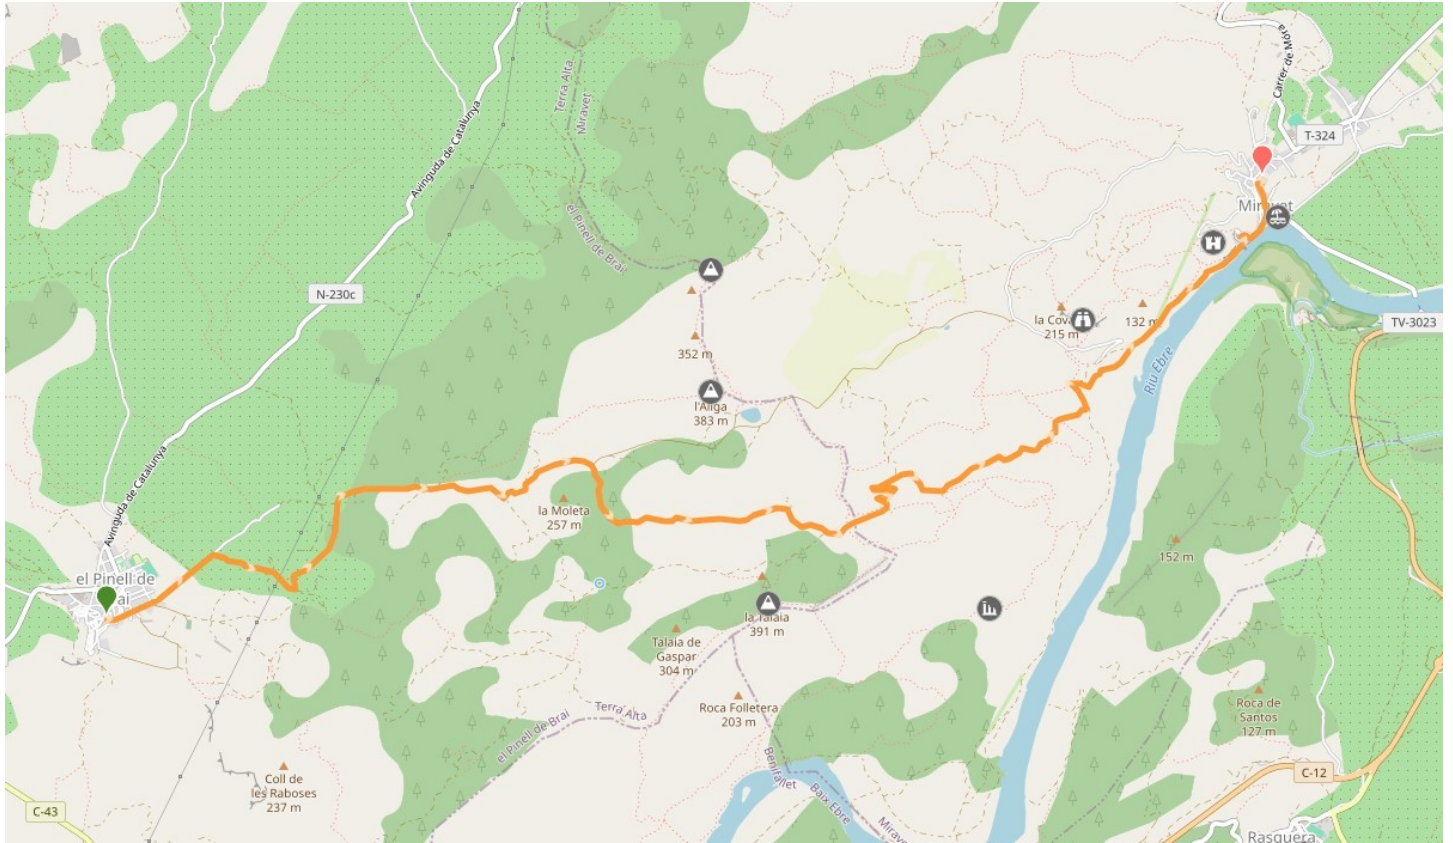 Terra Alta
Miravet
Avinguda de Catalunya
Carrer de Móra
T-324
el Pinell de Brai
Miravet
N-230c
la Cova
215 m
132 m
TV-3023
352 m
Riu Ebre
l'Àliga
383 m
Avinguda de Catalunya
la Moleta
257 m
152 m
el Pinell de
Brai
la Talaia
391 m
Talaia de
Gaspar
304 m
Roca Folletera
203 m
Roca de
Santos
127 m
Terra Alta
el Pinell de Brai
Benifallet
Baix Ebre
Miravet
Coll de
les Raboses
237 m
C-12
C-43
Rasquera